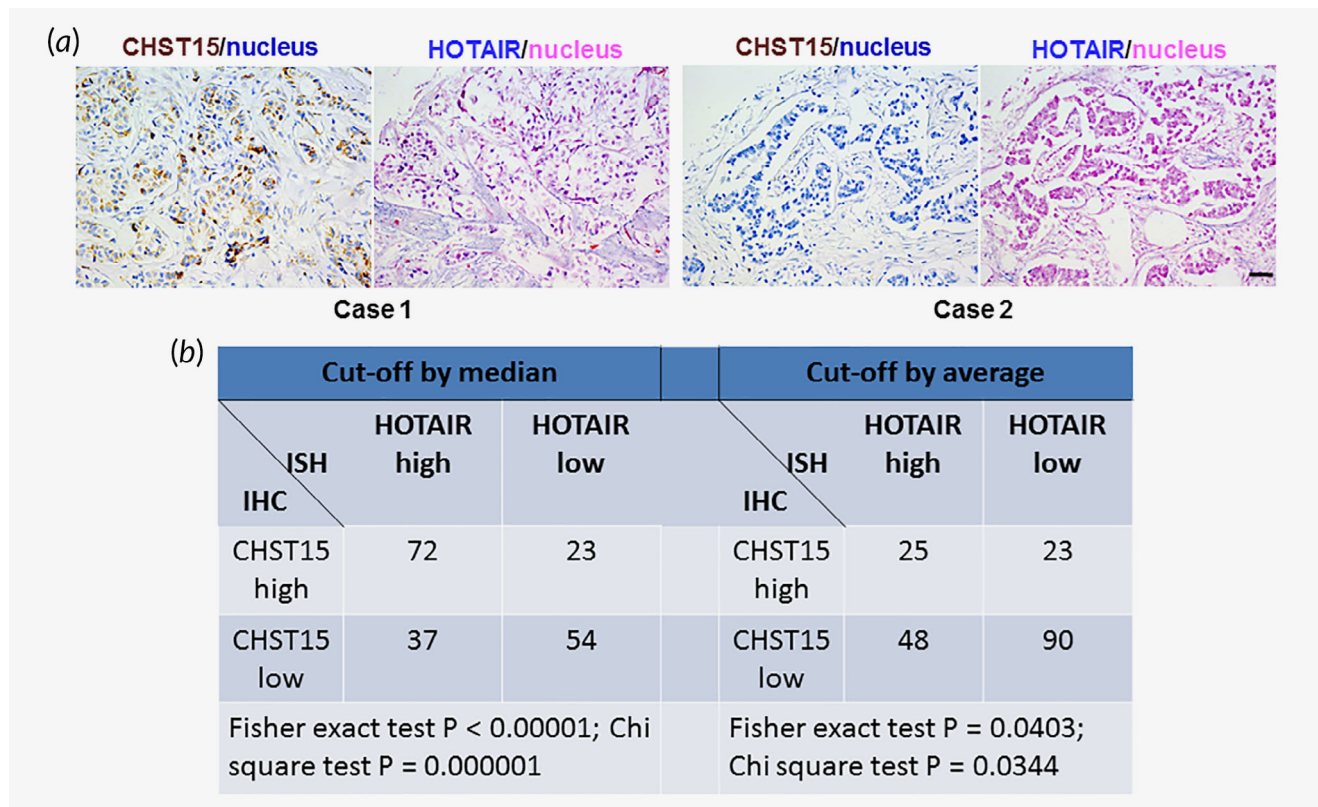 (a)
CHST15/nucleus HOTAIR/nucleus CHST15/nucleus HOTAIR/nucleus
Case 1 Case 2
(b)
Cut-off by median Cut-off by average
ISH IHC HOTAIR high HOTAIR low ISH IHC HOTAIR high HOTAIR low
CHST15 high 72 23 CHST15 high 25 23
CHST15 low 37 54 CHST15 low 48 90
Fisher exact test P < 0.00001; Chi Fisher exact test P = 0.0403;
square test P = 0.000001 Chi square test P = 0.0344